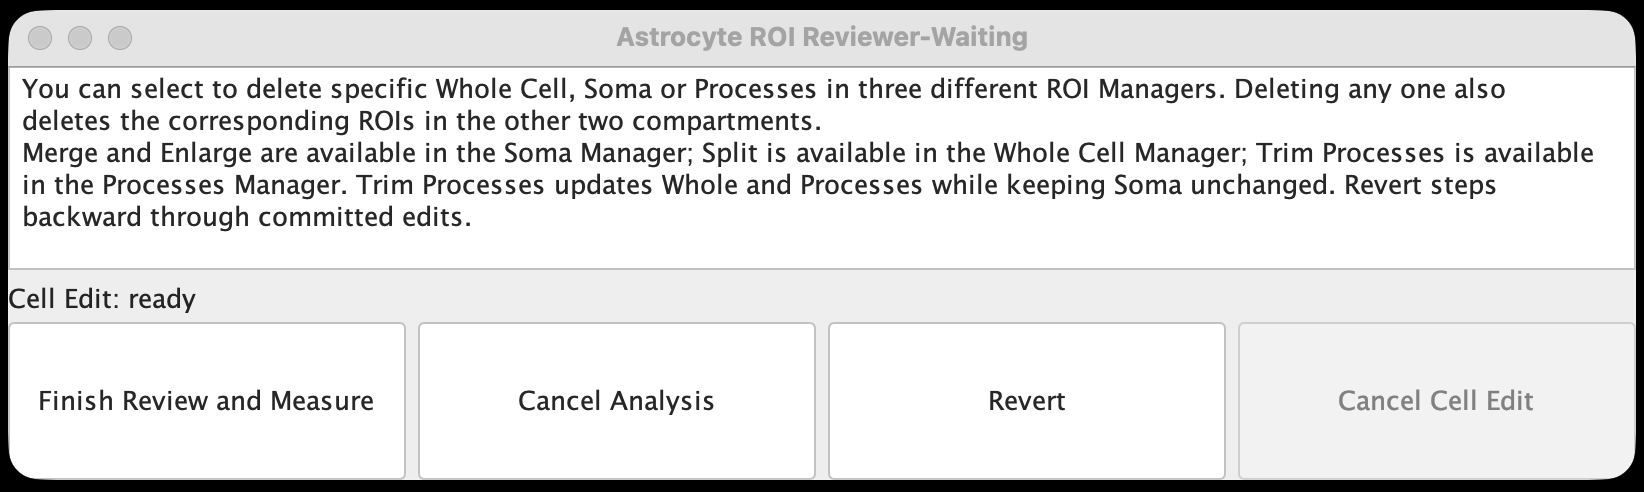 Astrocyte ROI Reviewer-Waiting
You can select to delete specific Whole Cell, Soma or Processes in three different ROI Managers. Deleting any one also
deletes the corresponding ROIs in the other two compartments.
Merge and Enlarge are available in the Soma Manager; Split is available in the Whole Cell Manager; Trim Processes is available
in the Processes Manager. Trim Processes updates Whole and Processes while keeping Soma unchanged. Revert steps
backward through committed edits.
Cell Edit: ready
Finish Review and Measure
Cancel Analysis
Revert
Cancel Cell Edit